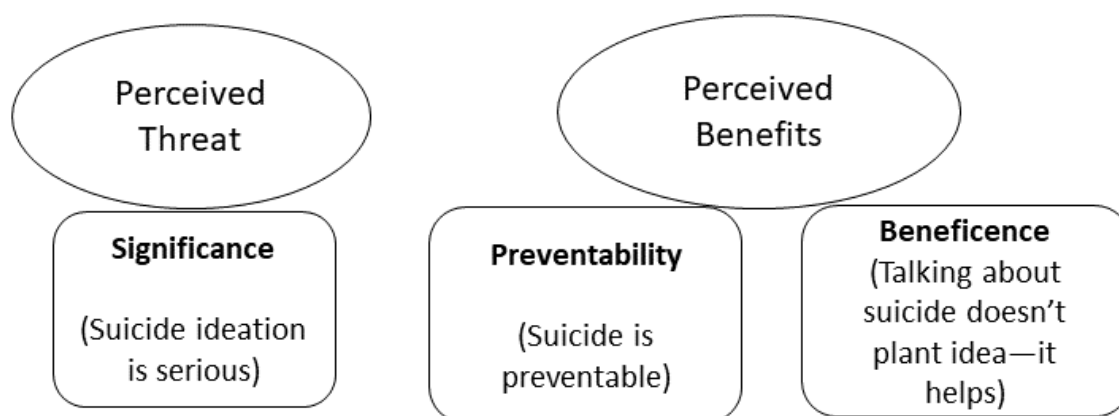 Perceived
Threat
Perceived
Benefits
Significance
(Suicide ideation
is serious)
Preventability
(Suicide is
preventable)
Beneficence
(Talking about
suicide doesn’t
plant idea—it
helps)